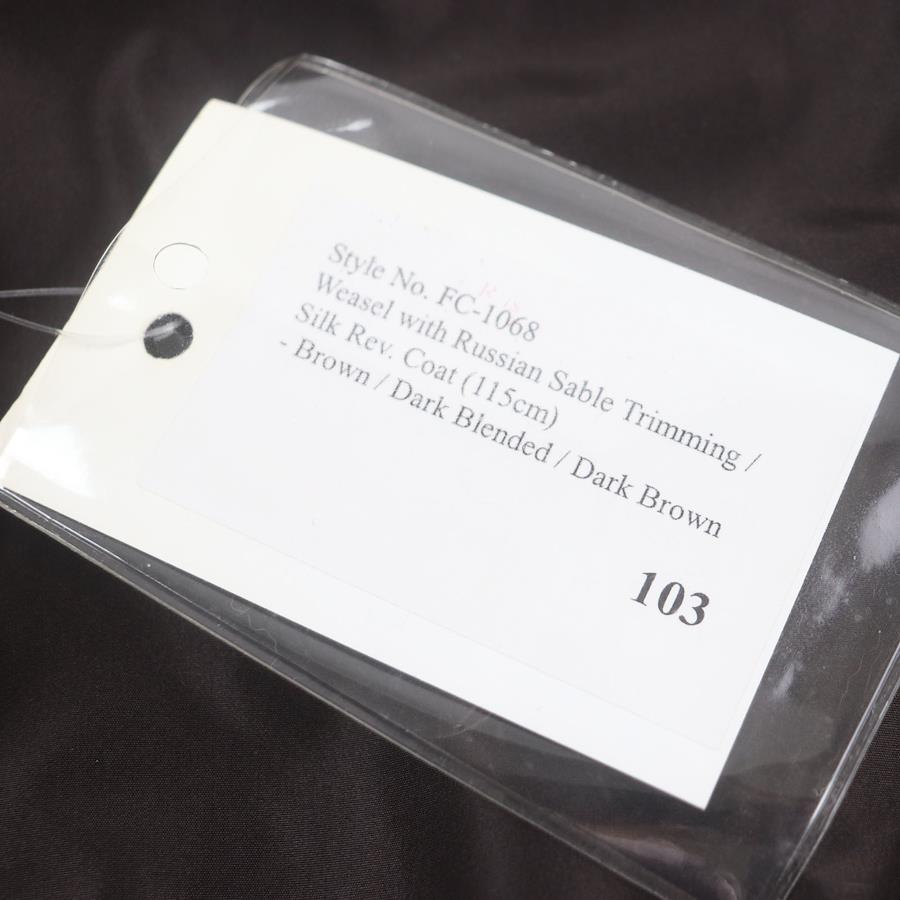 Style No. FC-1068
Weasel with Russian Sable Trimming /
Silk Rev. Coat (115cm)
- Brown / Dark Blended / Dark Brown
103